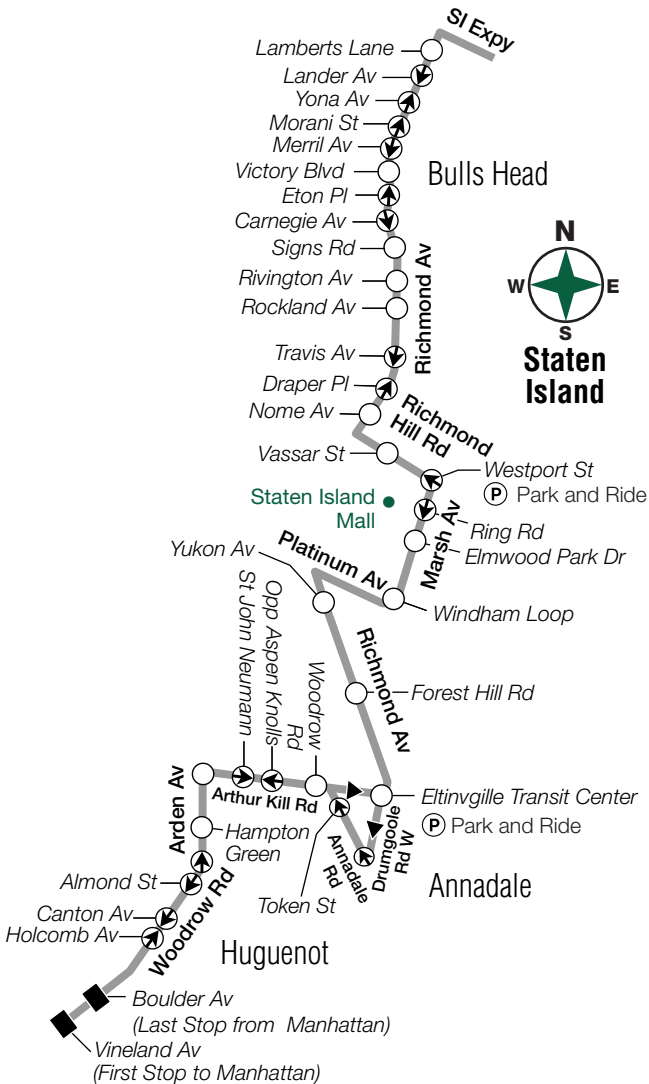 SI Expy
Lamberts Lane
Lander Av
Yona Av
Morani St
Merril Av
Victory Blvd
Bulls Head
Eton Pl
Carnegie Av
Signs Rd
Rivington Av
Rockland Av
Richmond Av
N
W
E
S
Staten
Island
Travis Av
Draper Pl
Nome Av
Richmond
Hill Rd
Vassar St
Westport St
P Park and Ride
Staten Island
Mall
Marsh Av
Ring Rd
Elmwood Park Dr
Yukon Av
Platinum Av
Windham Loop
St John Neumann
Opp Aspen Knolls
Woodrow
Rd
Richmond Av
Forest Hill Rd
Arden Av
Arthur Kill Rd
Eltinvgille Transit Center
P Park and Ride
Hampton
Green
Annadale
Rd
Drumgoole
Rd W
Annadale
Almond St
Token St
Canton Av
Holcomb Av
Woodrow Rd
Huguenot
Boulder Av
(Last Stop from Manhattan)
Vineland Av
(First Stop to Manhattan)